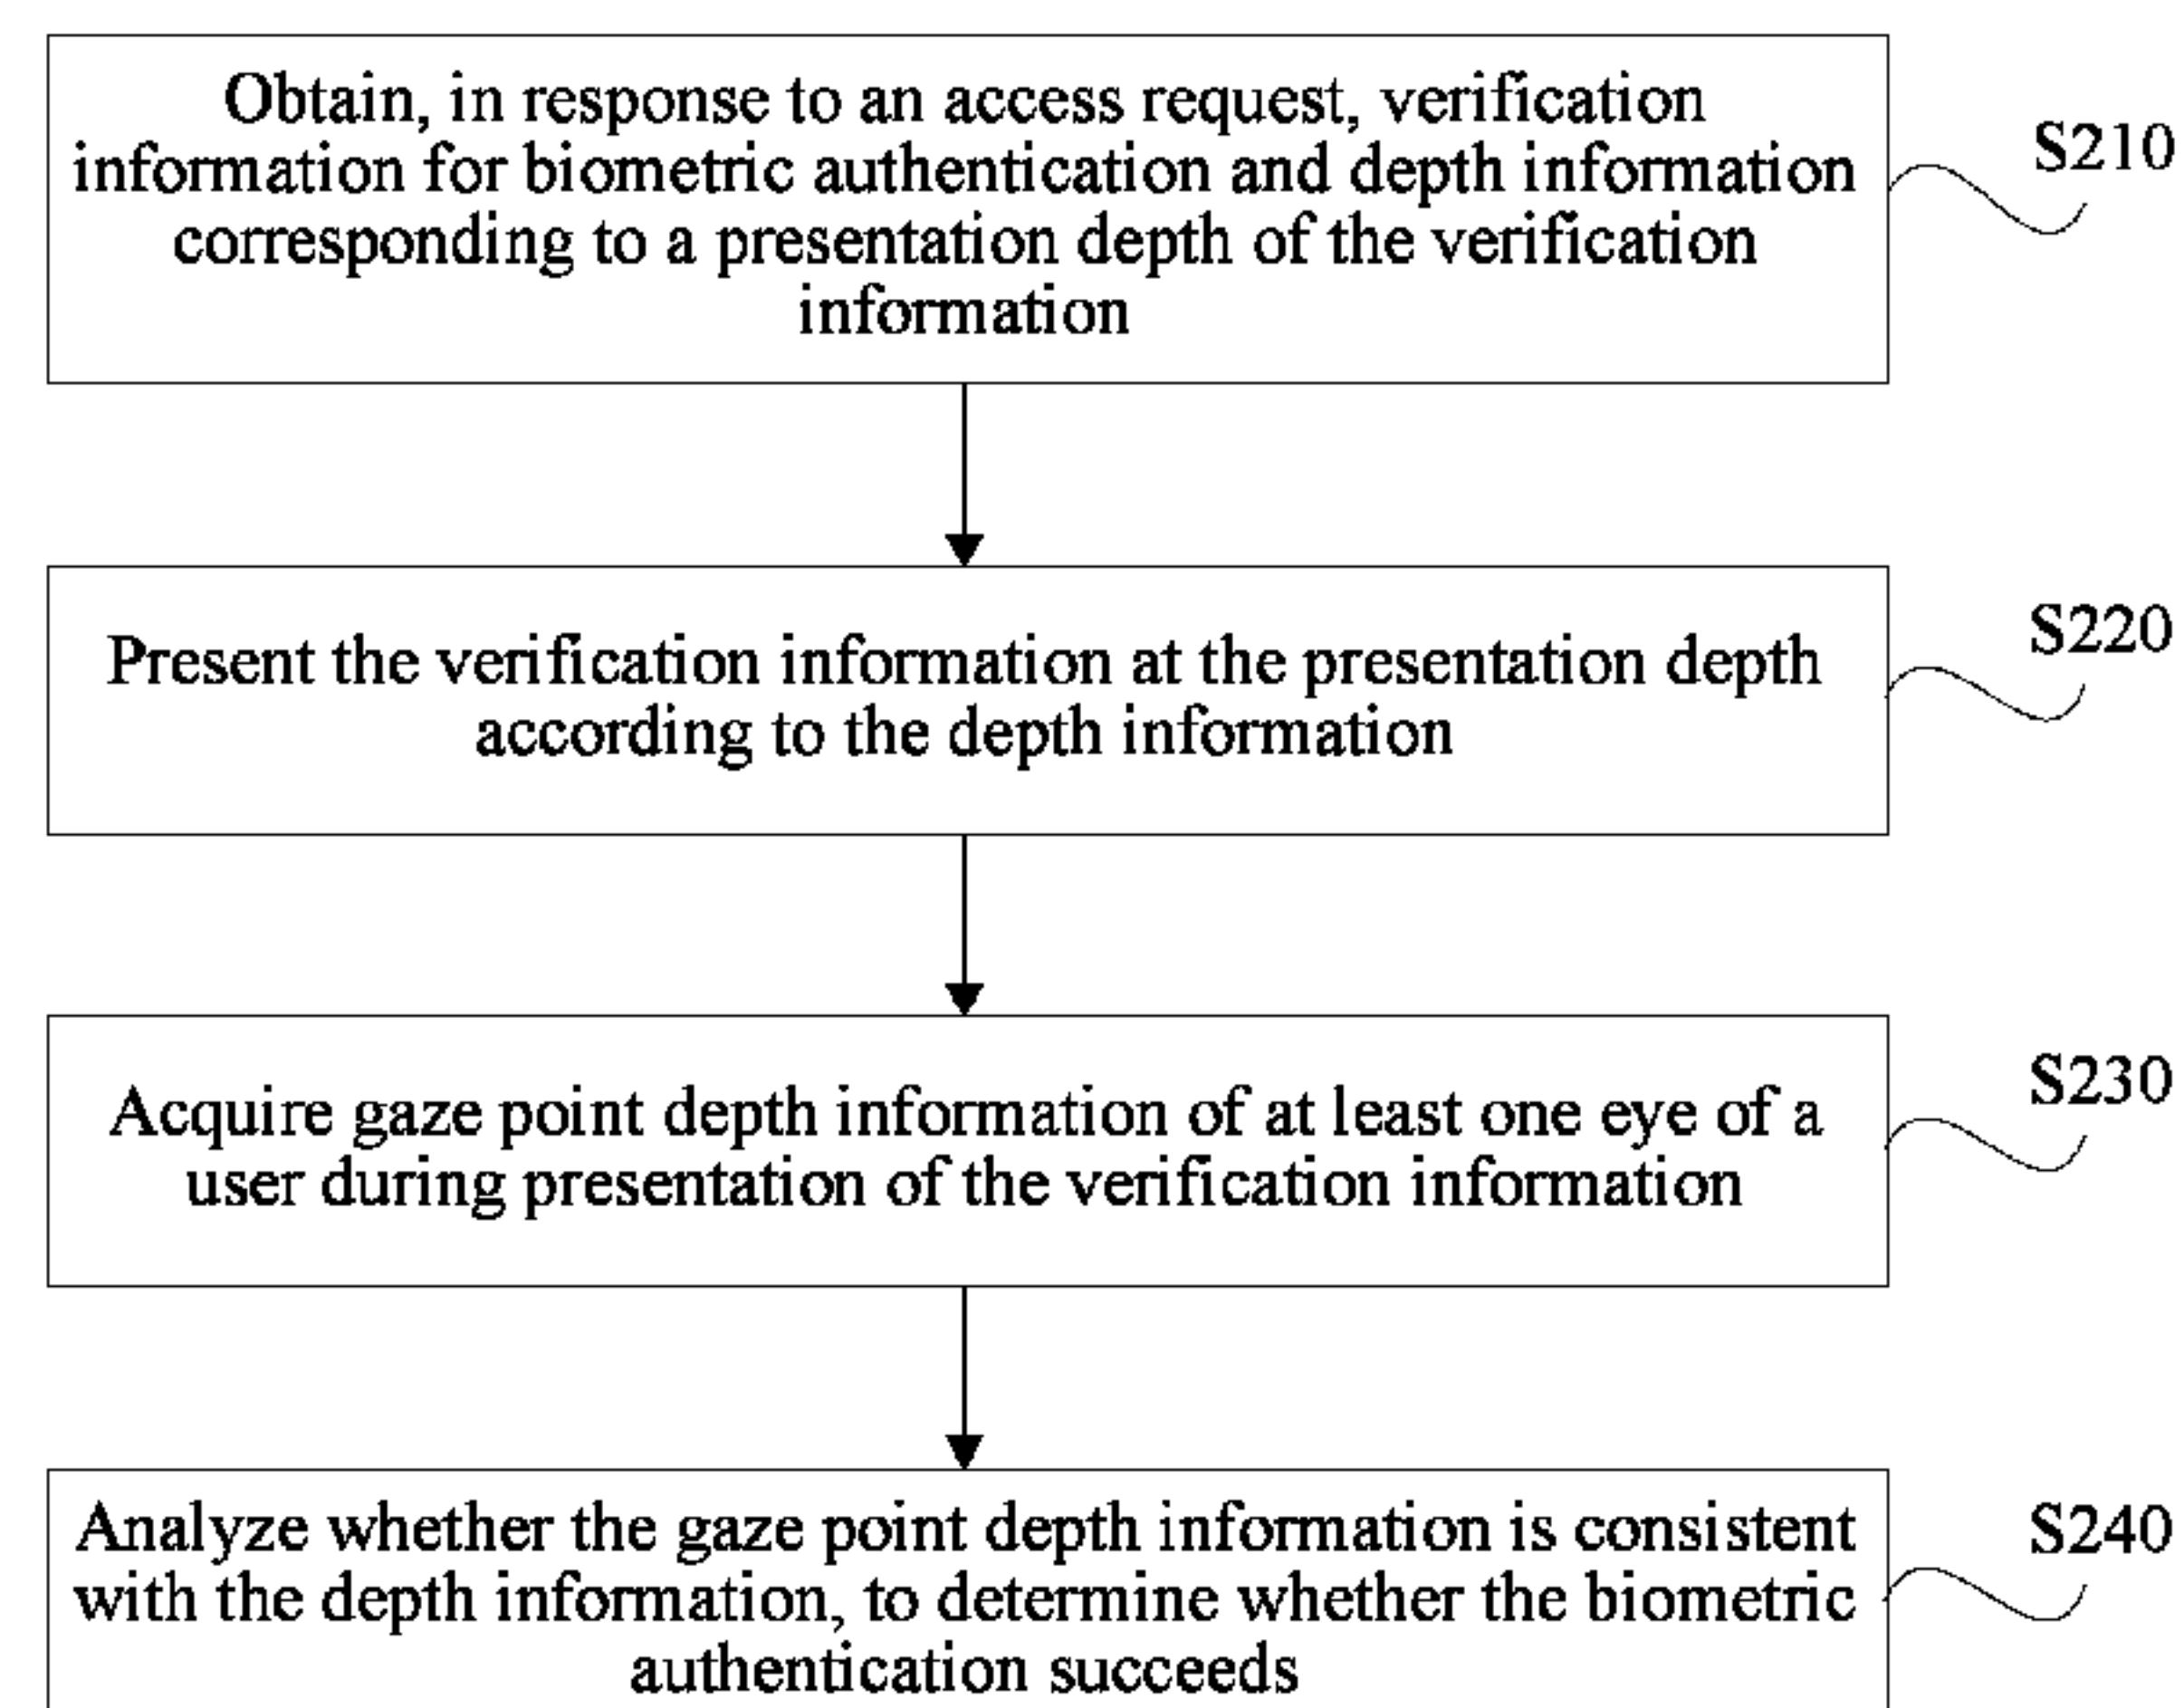 Obtain, in response to an access request, verification
information for biometric authentication and depth information
corresponding to a presentation depth of the verification
information
S210
Present the verification information at the presentation depth
according to the depth information
S220
Acquire gaze point depth information of at least one eye of a
user during presentation of the verification information
S230
Analyze whether the gaze point depth information is consistent
with the depth information, to determine whether the biometric
authentication succeeds
S240